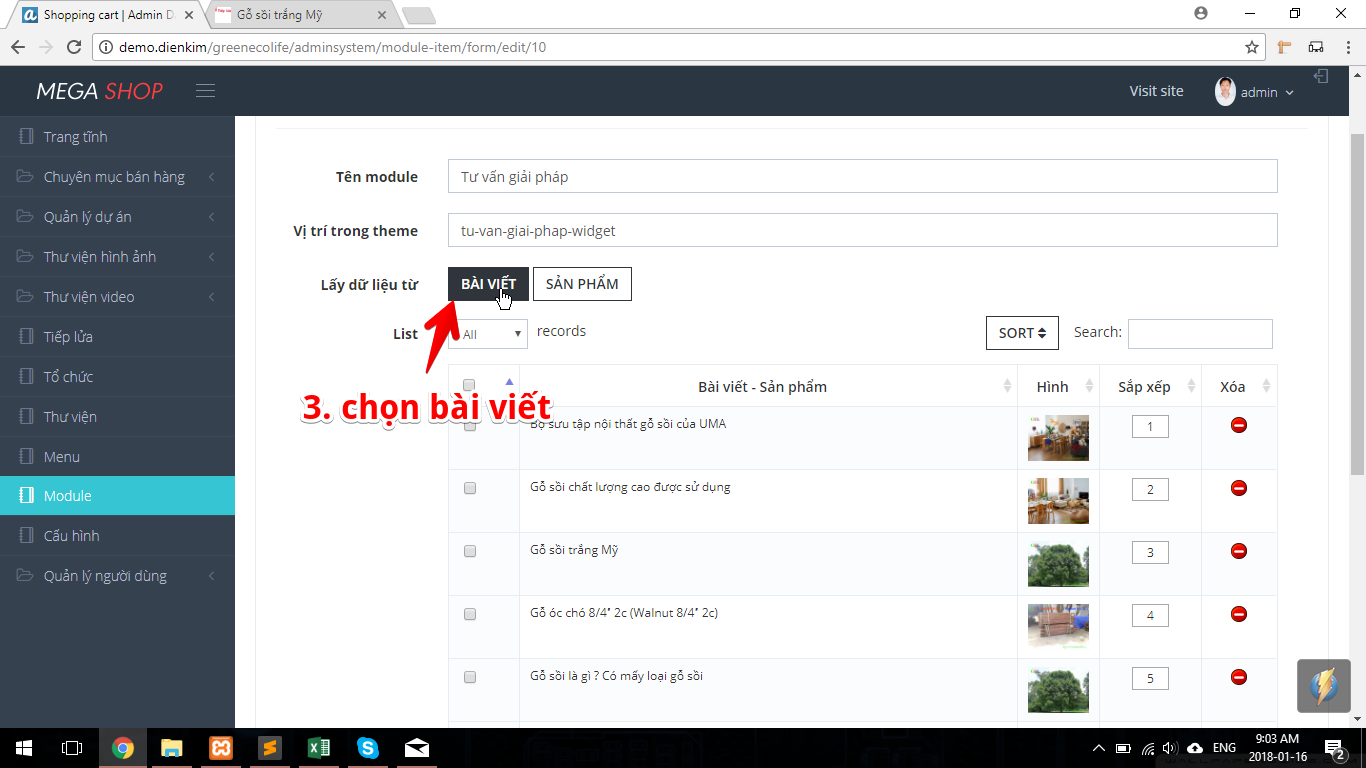 Shopping cart | Admin D
Gỗ sồi trắng Mỹ
demo.dienkim/greenecolife/adminsystem/module-item/form/edit/10
MEGA SHOP
Visit site
admin
Trang tĩnh
Chuyên mục bán hàng
Quản lý dự án
Thư viện hình ảnh
Thư viện video
Tiếp lửa
Tổ chức
Thư viện
Menu
Module
Cấu hình
Quản lý người dùng
Tên module
Tư vấn giải pháp
Vị trí trong theme
tu-van-giai-phap-widget
Lấy dữ liệu từ
BÀI VIẾT
SẢN PHẨM
List
All
records
SORT
Search:
3. chọn bài viết
Bài viết - Sản phẩm
Hình
Sắp xếp
Xóa
Bộ sưu tập nội thất gỗ sồi của UMA
1
Gỗ sồi chất lượng cao được sử dụng
2
Gỗ sồi trắng Mỹ
3
Gỗ óc chó 8/4" 2c (Walnut 8/4" 2c)
4
Gỗ sồi là gì ? Có mấy loại gỗ sồi
5
ENG
9:03 AM
2018-01-16
2